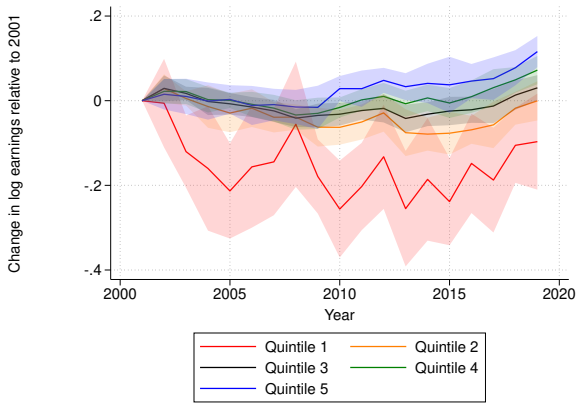 Change in log earnings relative to 2001
.2
0
-.2
-.4
2000 2005 2010 2015 2020
Year
Quintile 1 Quintile 2
Quintile 3 Quintile 4
Quintile 5